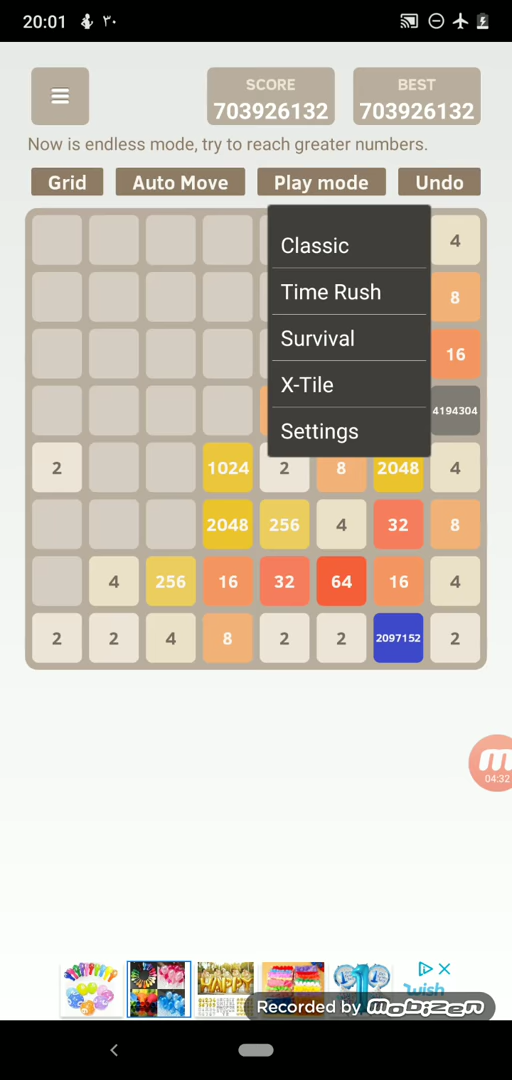 20:01 ٣٠
SCORE
703926132
BEST
703926132
Now is endless mode, try to reach greater numbers.
Grid Auto Move Play mode Undo
Classic
Time Rush
Survival
X-Tile
Settings
4
8
16
4194304
2 1024 2 8 2048 4
2048 256 4 32 8
4 256 16 32 64 16 4
2 2 4 8 2 2 2097152 2
04:32
HAPPY
1
wish
Recorded by mobizen